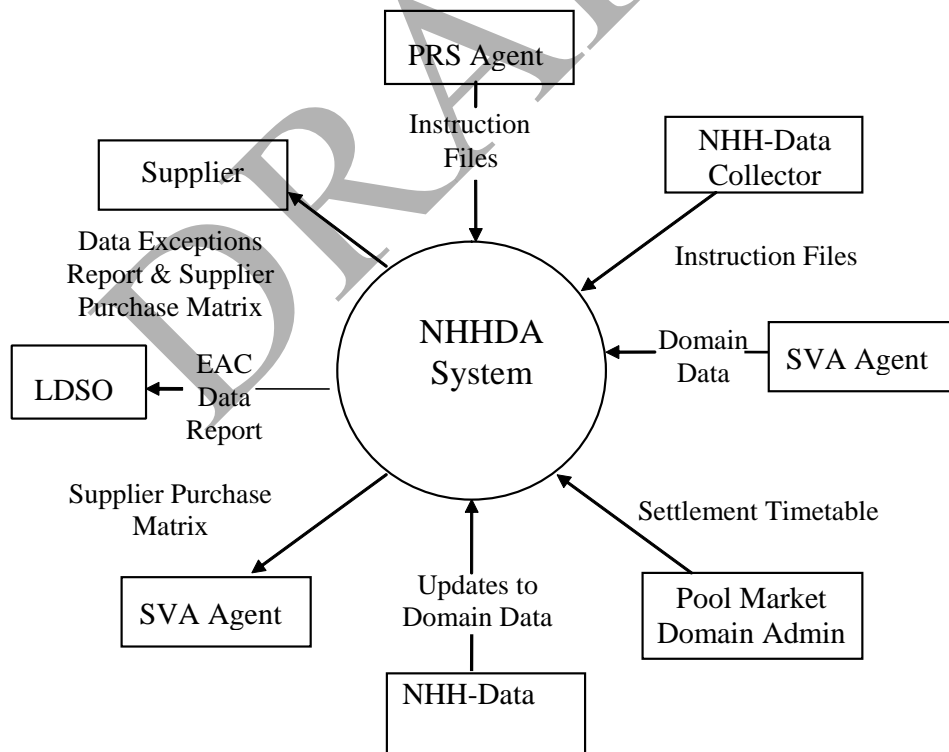 PRS Agent
Instruction
Files
NHH-Data
Collector
Supplier
Data Exceptions
Report & Supplier
Purchase Matrix
Instruction Files
NHHDA
System
Domain
Data
SVA Agent
LDSO
EAC
Data
Report
Supplier Purchase
Matrix
Settlement Timetable
SVA Agent
Updates to
Domain Data
Pool Market
Domain Admin
NHH-Data
DRA